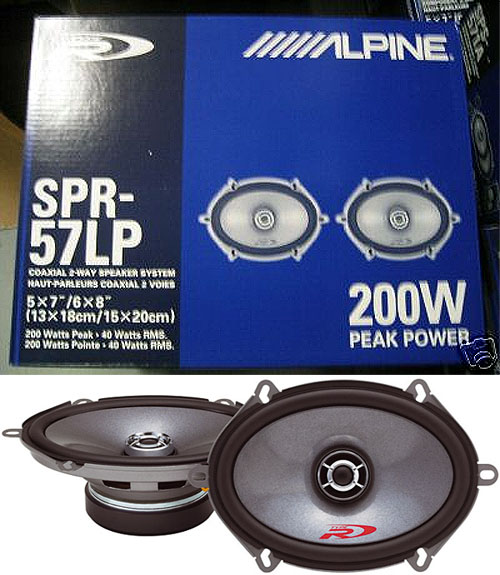 ALPINE
SPR-
57LP
COAXIAL 2-WAY SPEAKER SYSTEM
HAUT-PARLEURS COAXIAL 2 VOIES
5×7"/6×8"
(13×18cm/15×20cm)
200 Watts Peak • 40 Watts RMS.
200 Watts Pointe • 40 Watts RMS.
200W
PEAK POWER
TYPE R